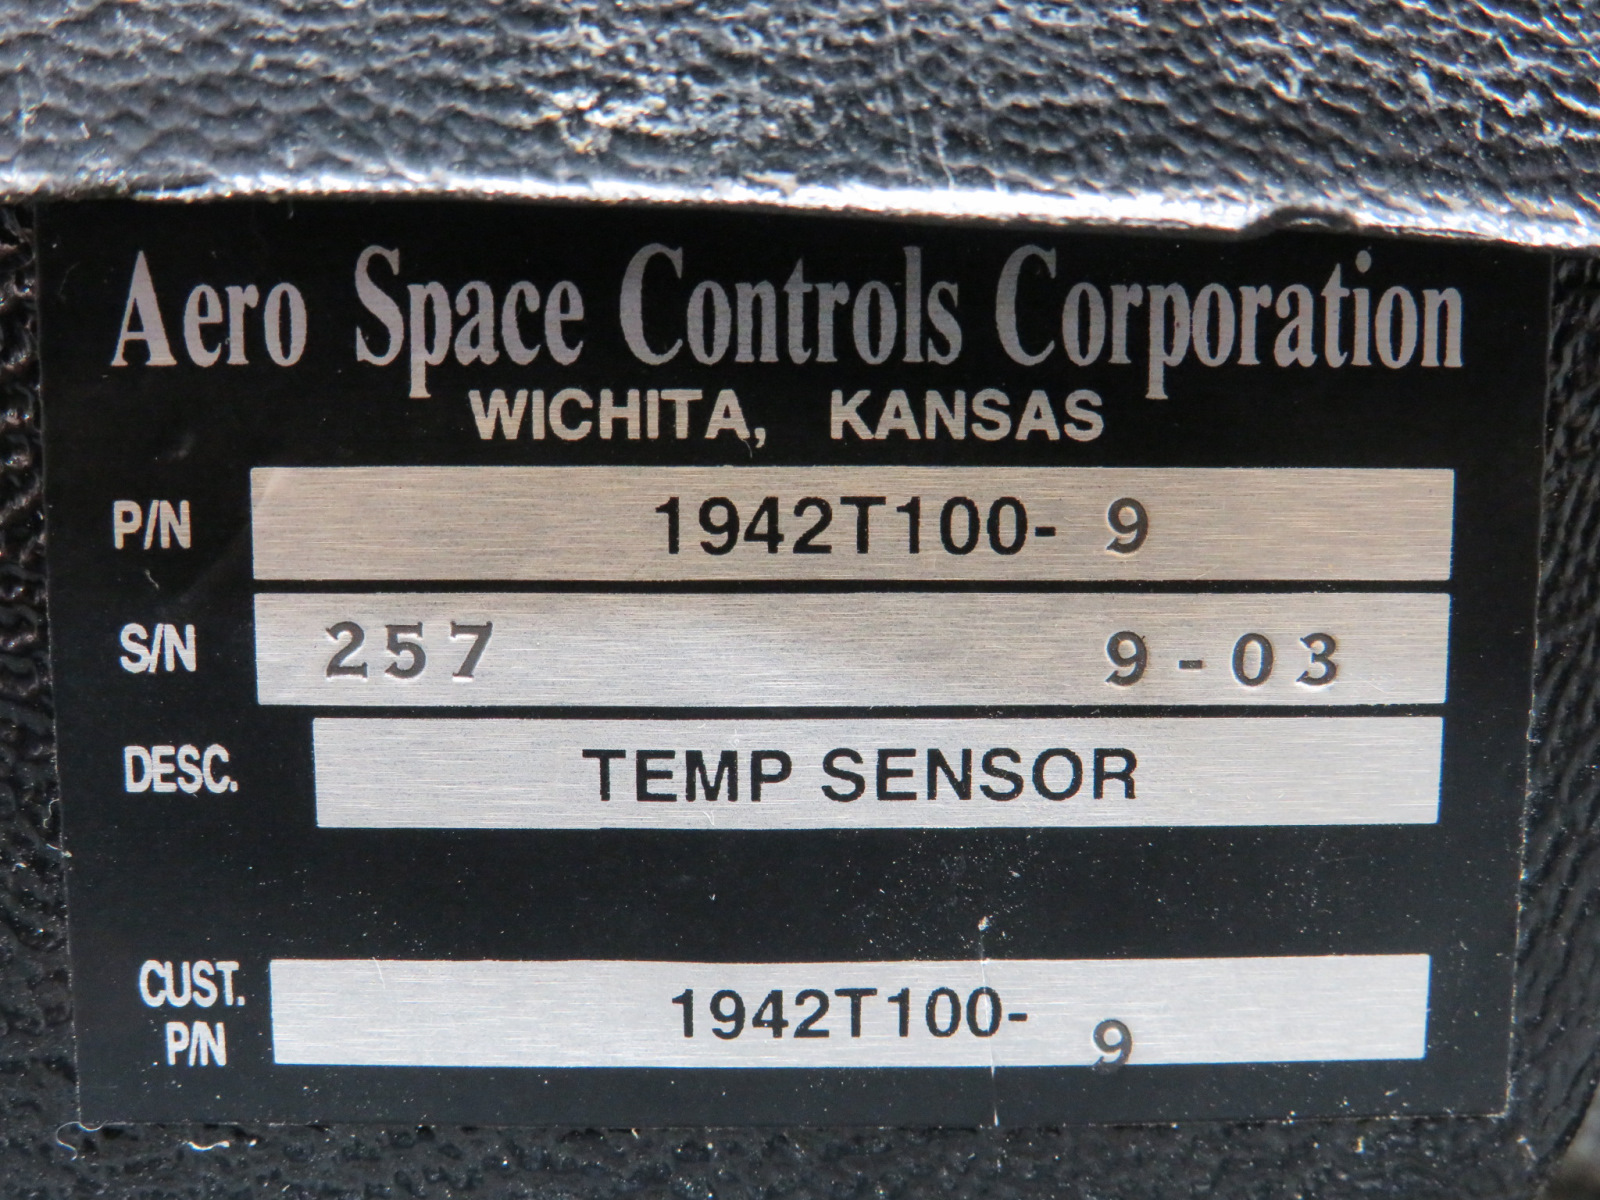 Aero Space Controls Corporation
WICHITA, KANSAS
P/N 1942T100- 9
S/N 257 9-03
DESC. TEMP SENSOR
CUST. P/N 1942T100- 9